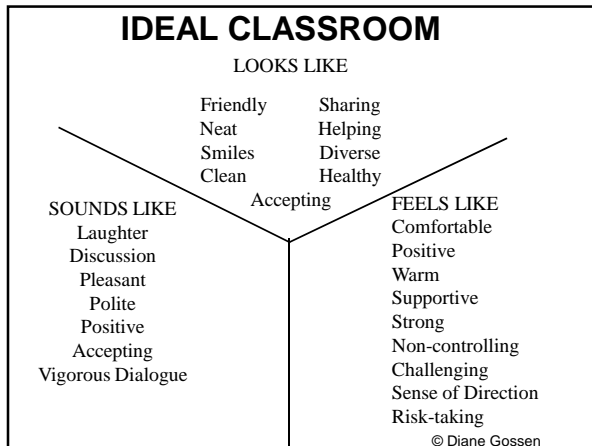 IDEAL CLASSROOM
LOOKS LIKE
Friendly Sharing
Neat Helping
Smiles Diverse
Clean Healthy
Accepting
SOUNDS LIKE
Laughter
Discussion
Pleasant
Polite
Positive
Accepting
Vigorous Dialogue
FEELS LIKE
Comfortable
Positive
Warm
Supportive
Strong
Non-controlling
Challenging
Sense of Direction
Risk-taking
© Diane Gossen